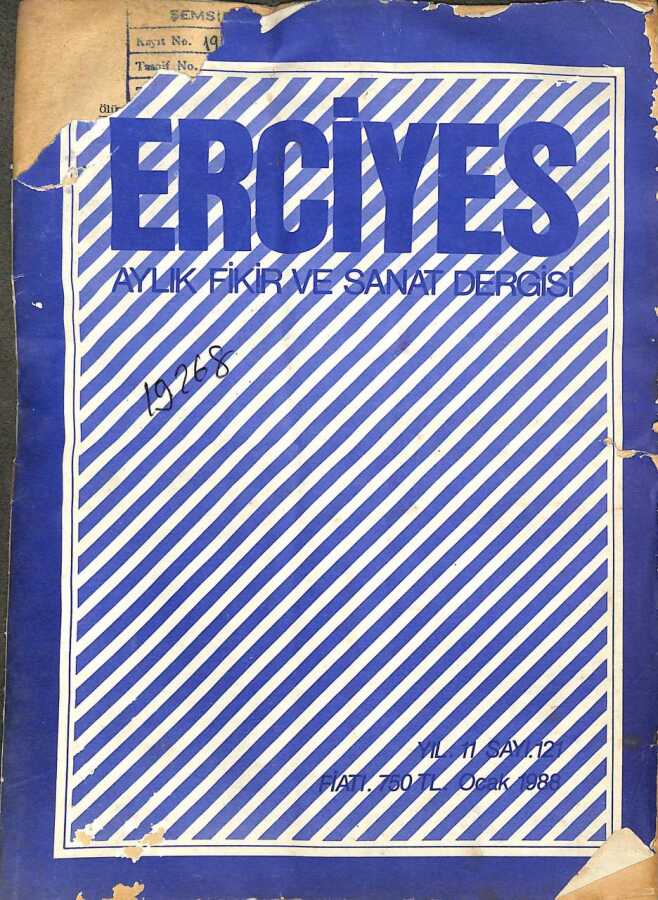 ŞEMSİ
Kayıt No. 19
Tasnif No.
ölü
ERCİYES
AYLIK FİKİR VE SANAT DERGİSİ
19268
YIL. 11 SAYI.121
FİATI. 750 TL. Ocak 1988